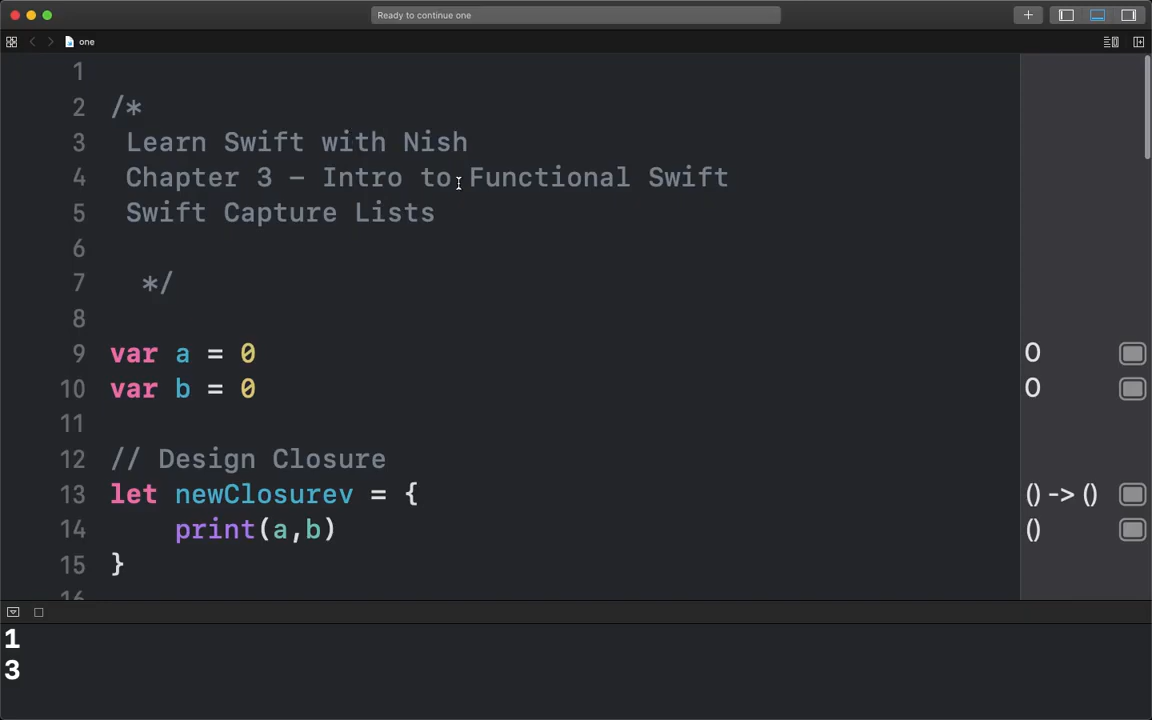 Ready to continue one
one
1
2 /*
3 Learn Swift with Nish
4 Chapter 3 – Intro to Functional Swift
5 Swift Capture Lists
6
7 */
8
9 var a = 0 0
10 var b = 0 0
11
12 // Design Closure
13 let newClosurev = { () -> ()
14 print(a,b) ()
15 }
16
1
3